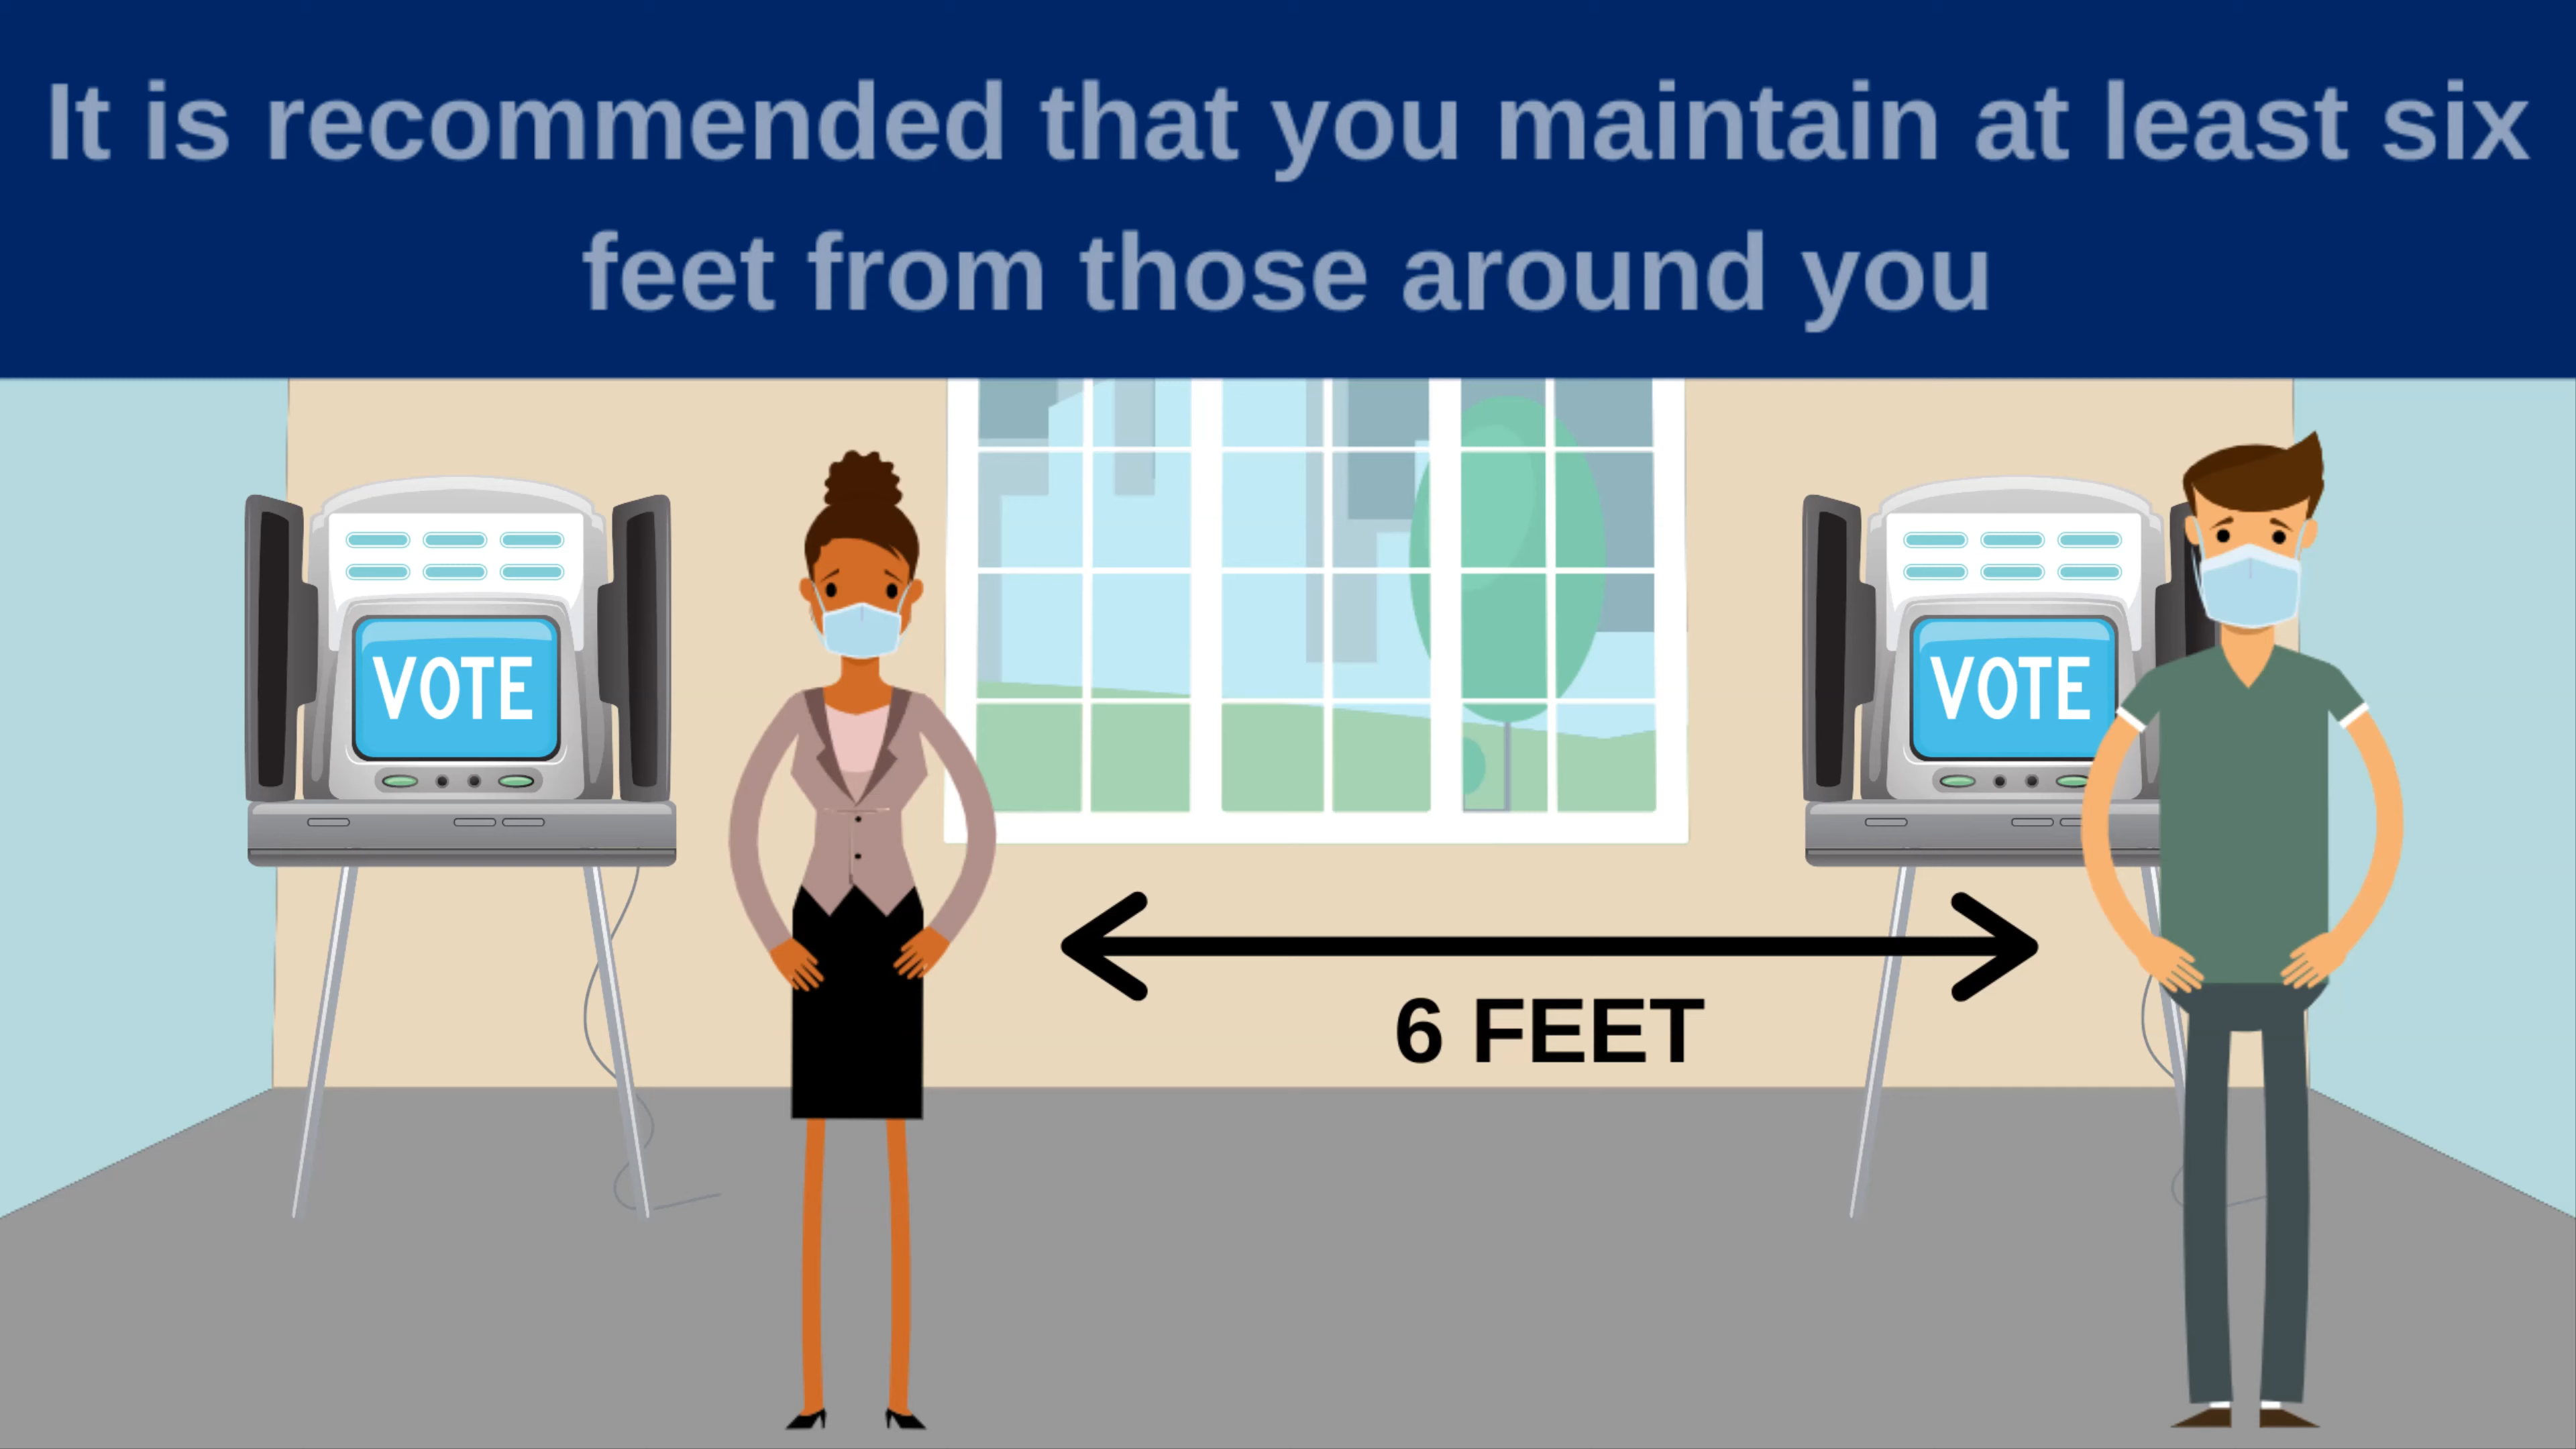 It is recommended that you maintain at least six
feet from those around you
VOTE
VOTE
6 FEET